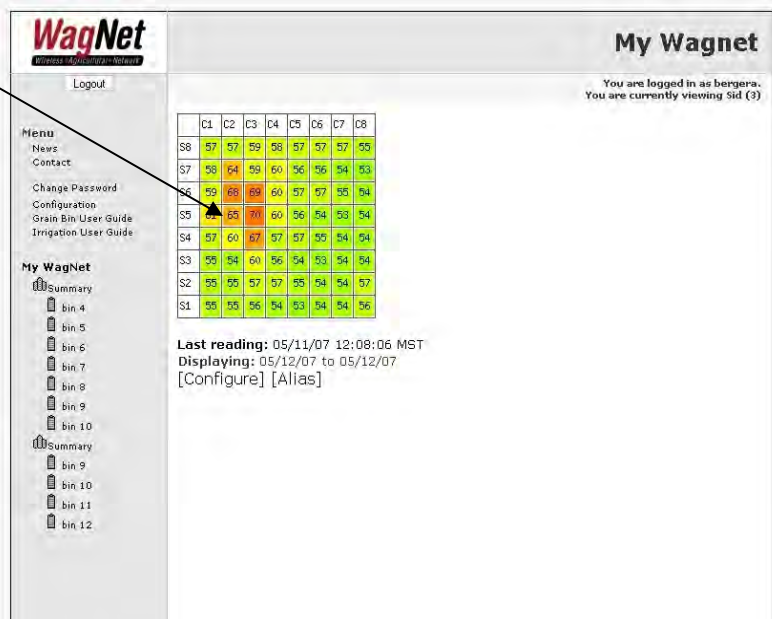 WagNet
Wireless Agricultural Network
My Wagnet
Logout
You are logged in as bergera.
You are currently viewing Sid (3)
Menu
News
Contact
Change Password
Configuration
Grain Bin User Guide
Irrigation User Guide
My WagNet
Summary
bin 4
bin 5
bin 6
bin 7
bin 8
bin 9
bin 10
Summary
bin 9
bin 10
bin 11
bin 12
C1 C2 C3 C4 C5 C6 C7 C8
S8 57 57 59 58 57 57 57 55
S7 58 64 59 60 56 56 54 53
S6 59 68 69 60 57 57 55 54
S5 61 65 70 60 56 54 53 54
S4 57 60 67 57 57 55 54 54
S3 55 54 60 56 54 53 54 54
S2 55 55 57 57 55 54 54 57
S1 55 55 56 54 53 54 54 56
Last reading: 05/11/07 12:08:06 MST
Displaying: 05/12/07 to 05/12/07
[Configure] [Alias]